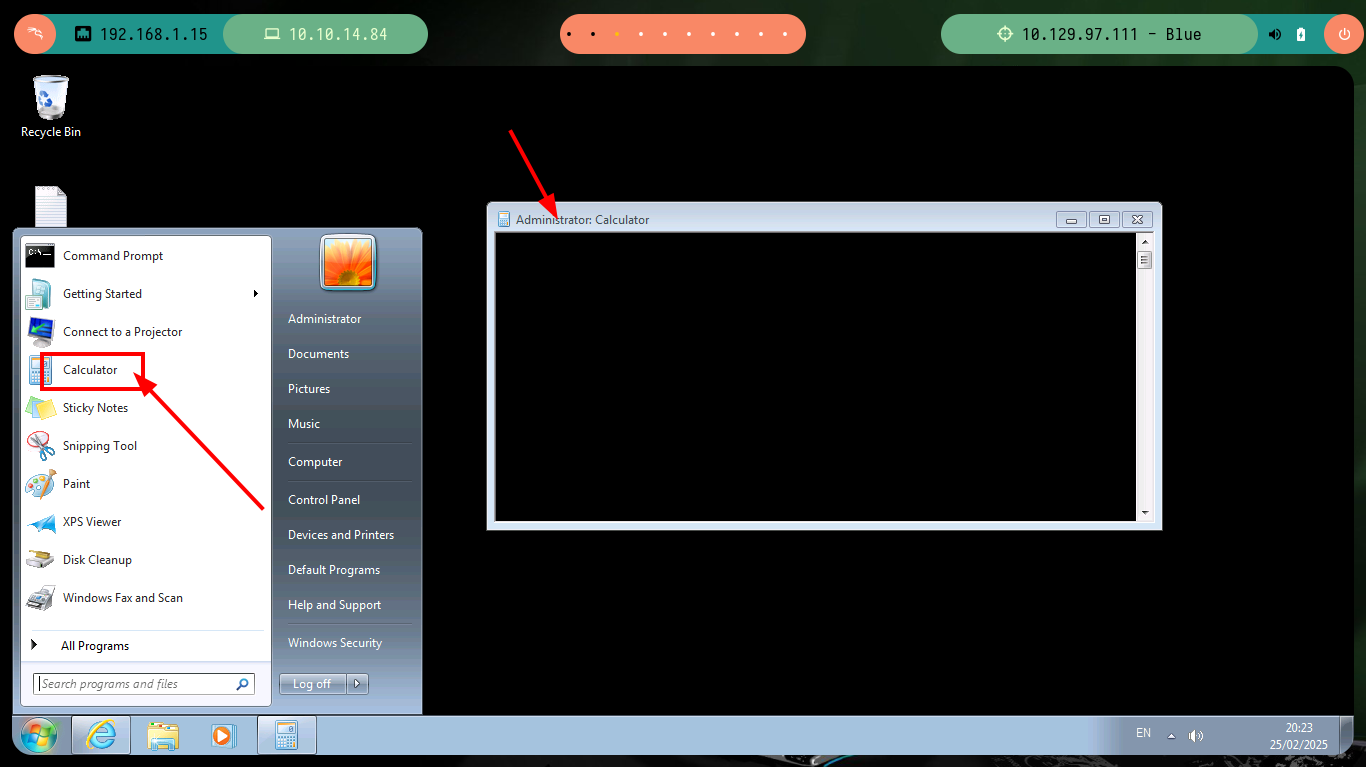 192.168.1.15
10.10.14.84
10.129.97.111 - Blue
Recycle Bin
Administrator: Calculator
Command Prompt
Getting Started
Connect to a Projector
Calculator
Sticky Notes
Snipping Tool
Paint
XPS Viewer
Disk Cleanup
Windows Fax and Scan
All Programs
Search programs and files
Administrator
Documents
Pictures
Music
Computer
Control Panel
Devices and Printers
Default Programs
Help and Support
Windows Security
Log off
EN
20:23
25/02/2025